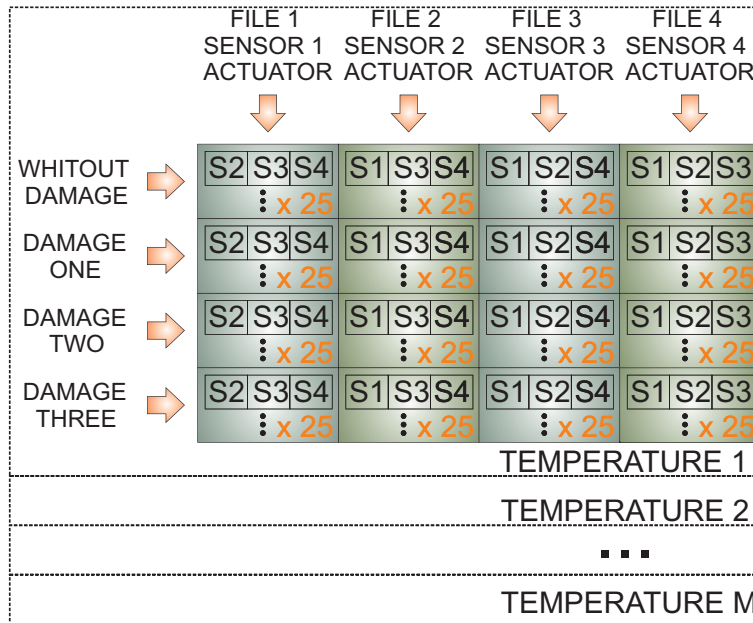 FILE 1 FILE 2 FILE 3 FILE 4
SENSOR 1 SENSOR 2 SENSOR 3 SENSOR 4
ACTUATOR ACTUATOR ACTUATOR ACTUATOR
WHITOUT
DAMAGE
S2 S3 S4 S1 S3 S4 S1 S2 S4 S1 S2 S3
x 25 x 25 x 25 x 25
DAMAGE
ONE
S2 S3 S4 S1 S3 S4 S1 S2 S4 S1 S2 S3
x 25 x 25 x 25 x 25
DAMAGE
TWO
S2 S3 S4 S1 S3 S4 S1 S2 S4 S1 S2 S3
x 25 x 25 x 25 x 25
DAMAGE
THREE
S2 S3 S4 S1 S3 S4 S1 S2 S4 S1 S2 S3
x 25 x 25 x 25 x 25
TEMPERATURE 1
TEMPERATURE 2
...
TEMPERATURE M